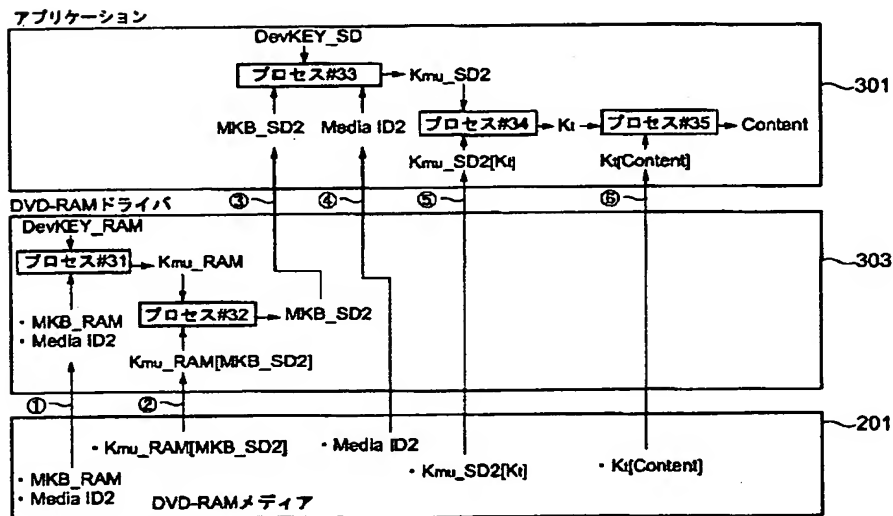 アプリケーション
DevKEY_SD
プロセス#33
Kmu_SD2
301
MKB_SD2
Media ID2
プロセス#34
Kt
プロセス#35
Content
Kmu_SD2[Kt]
Kt[Content]
③
④
⑤
⑥
DVD-RAMドライバ
DevKEY_RAM
プロセス#31
Kmu_RAM
303
・MKB_RAM
・Media ID2
プロセス#32
MKB_SD2
Kmu_RAM[MKB_SD2]
①
②
201
・Kmu_RAM[MKB_SD2]
・Media ID2
・Kmu_SD2[Kt]
・Kt[Content]
・MKB_RAM
・Media ID2
DVD-RAMメディア